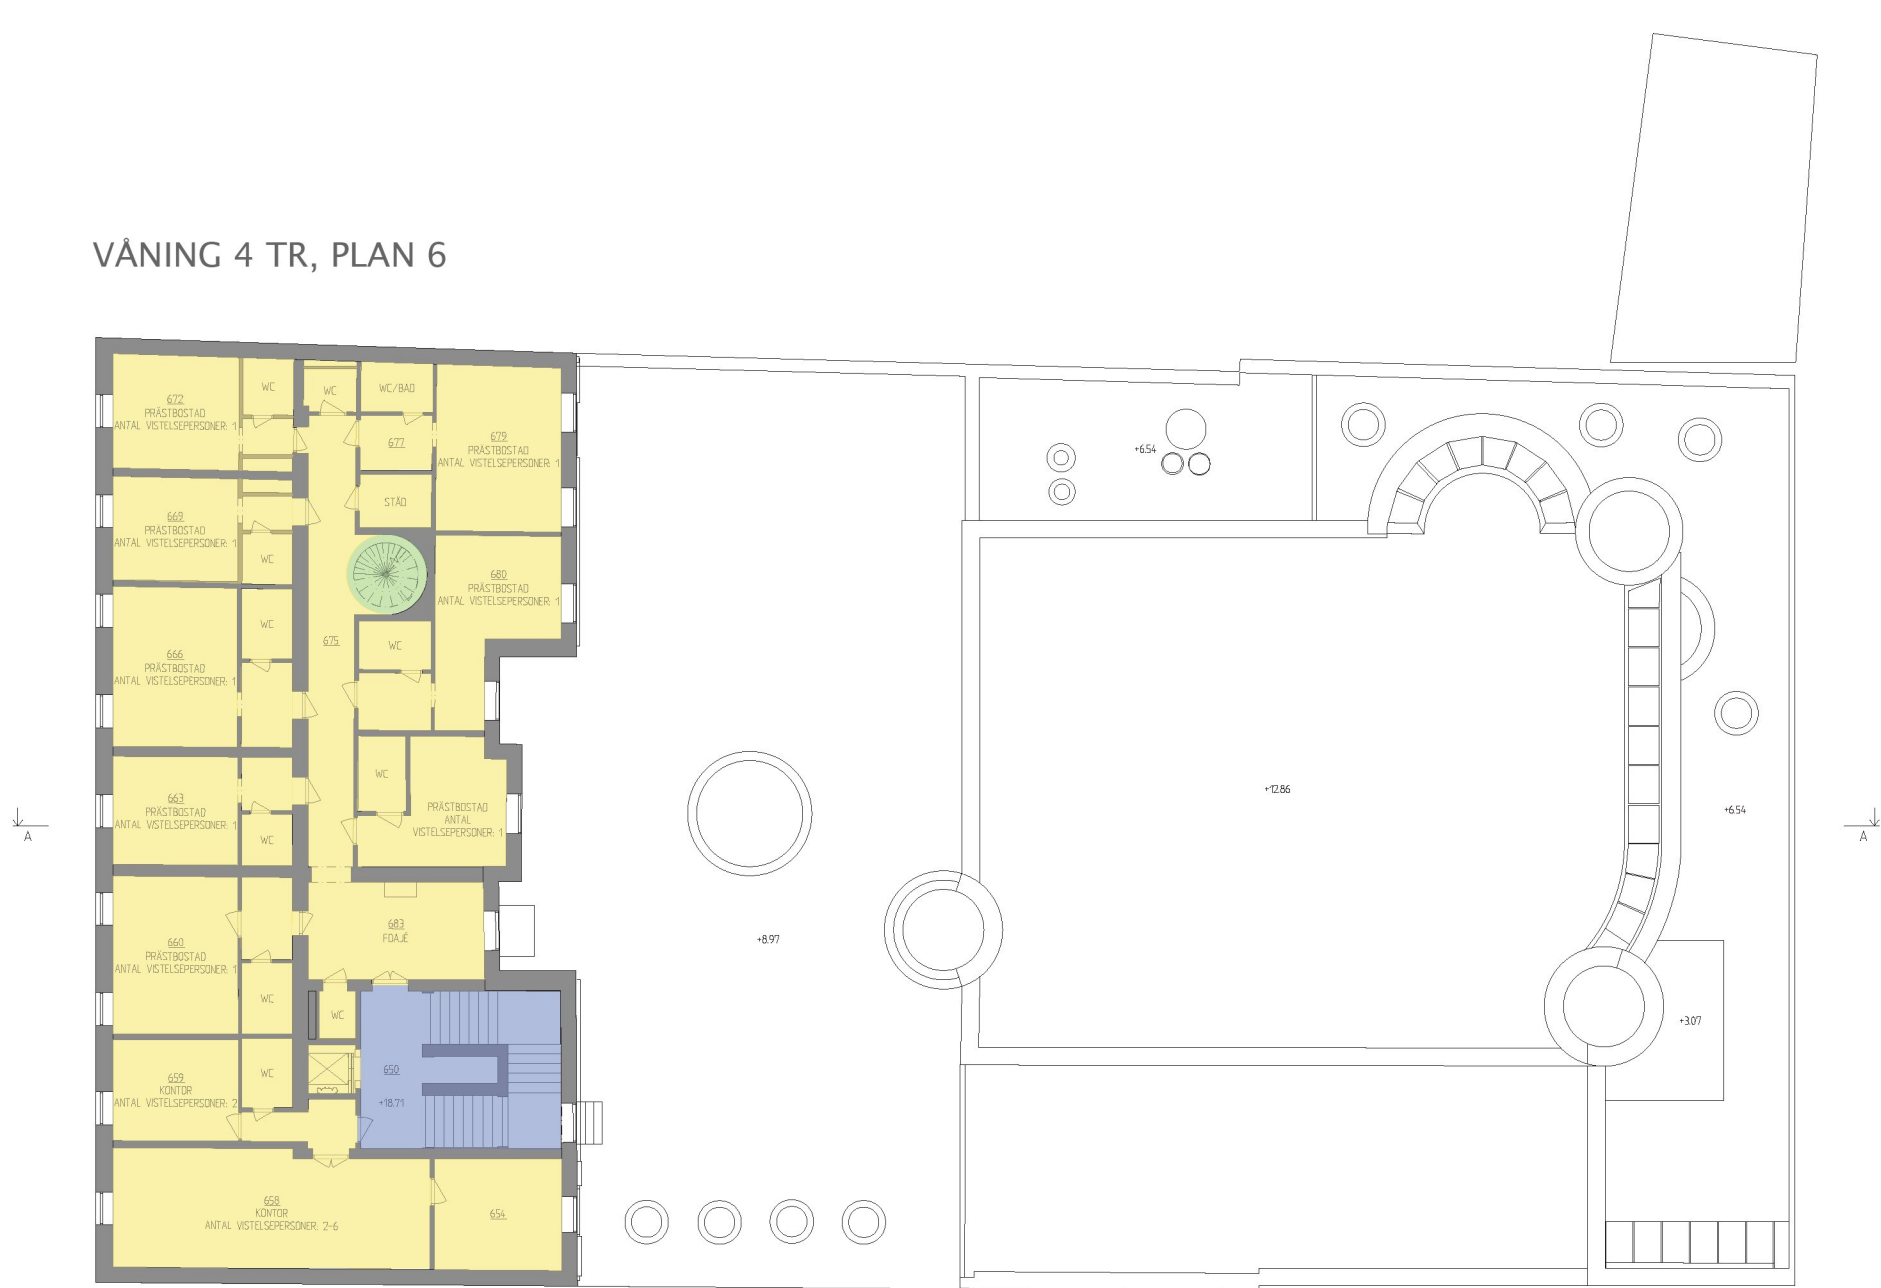 VÅNING 4 TR, PLAN 6
672
PRÄSTBOSTAD
ANTAL VISTELSEPERSONER: 1
WC
WC
WC/BAD
677
679
PRÄSTBOSTAD
ANTAL VISTELSEPERSONER: 1
STÄD
669
PRÄSTBOSTAD
ANTAL VISTELSEPERSONER: 1
WC
680
PRÄSTBOSTAD
ANTAL VISTELSEPERSONER: 1
666
PRÄSTBOSTAD
ANTAL VISTELSEPERSONER: 1
WC
675
WC
663
PRÄSTBOSTAD
ANTAL VISTELSEPERSONER: 1
WC
WC
PRÄSTBOSTAD
ANTAL
VISTELSEPERSONER: 1
660
PRÄSTBOSTAD
ANTAL VISTELSEPERSONER: 1
WC
683
FOAJÉ
WC
659
KONTOR
ANTAL VISTELSEPERSONER: 2
WC
650
+18.71
658
KONTOR
ANTAL VISTELSEPERSONER: 2-6
654
+6.54
+12.86
+6.54
+8.97
+3.07
A
A